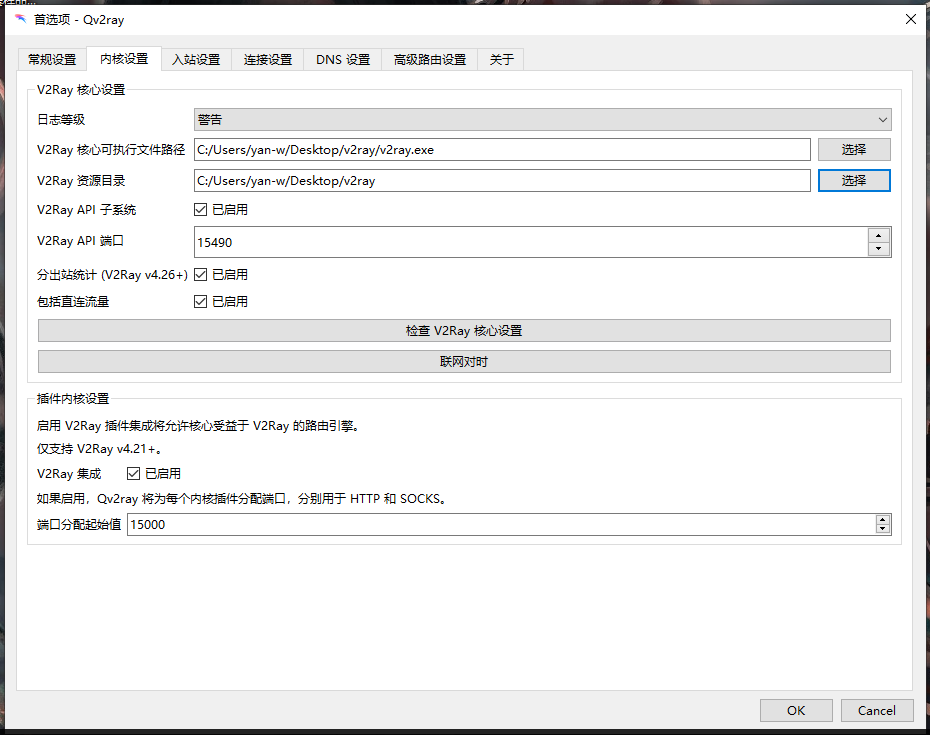 首选项 - Qv2ray
常规设置 内核设置 入站设置 连接设置 DNS 设置 高级路由设置 关于
V2Ray 核心设置
日志等级 警告
V2Ray 核心可执行文件路径 C:/Users/yan-w/Desktop/v2ray/v2ray.exe 选择
V2Ray 资源目录 C:/Users/yan-w/Desktop/v2ray 选择
V2Ray API 子系统 已启用
V2Ray API 端口 15490
分出站统计 (V2Ray v4.26+) 已启用
包括直连流量 已启用
检查 V2Ray 核心设置
联网对时
插件内核设置
启用 V2Ray 插件集成将允许核心受益于 V2Ray 的路由引擎。
仅支持 V2Ray v4.21+。
V2Ray 集成 已启用
如果启用，Qv2ray 将为每个内核插件分配端口，分别用于 HTTP 和 SOCKS。
端口分配起始值 15000
OK Cancel